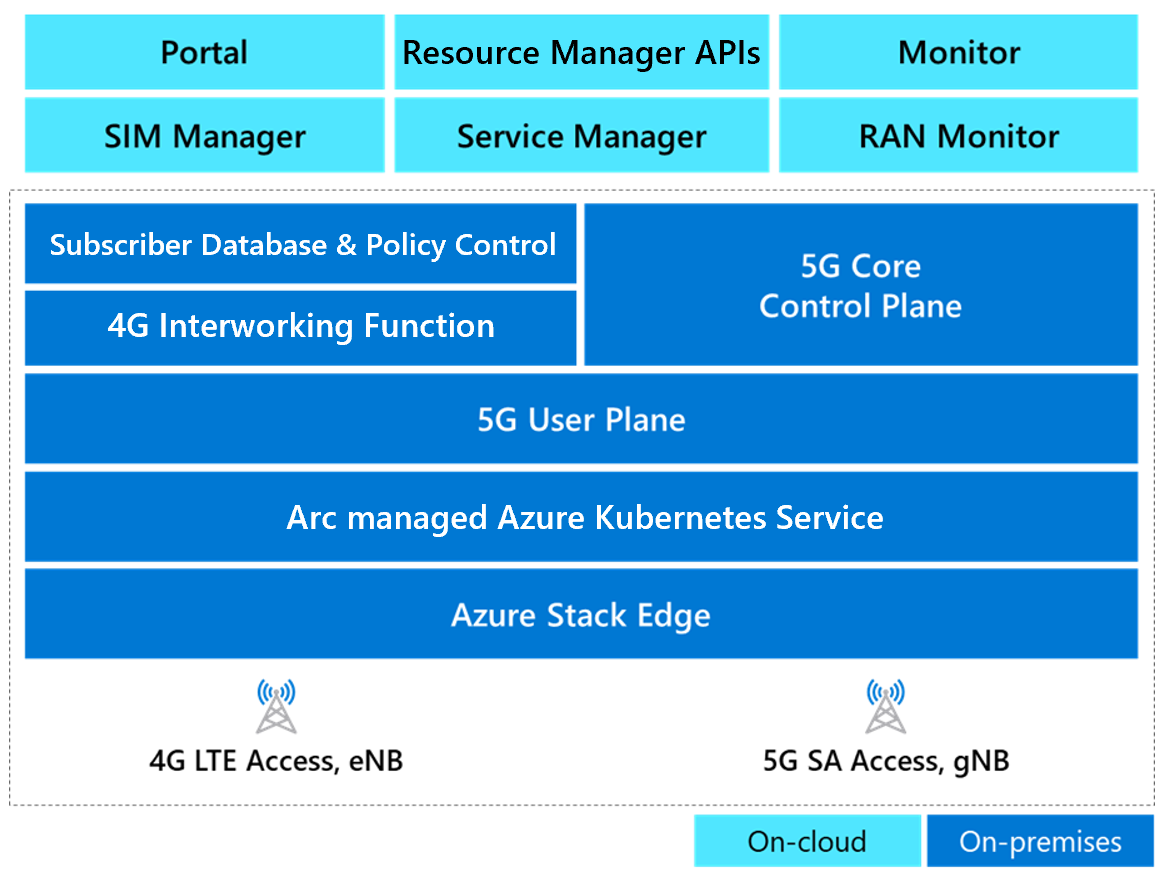 Portal
Resource Manager APIs
Monitor
SIM Manager
Service Manager
RAN Monitor
Subscriber Database & Policy Control
4G Interworking Function
5G Core
Control Plane
5G User Plane
Arc managed Azure Kubernetes Service
Azure Stack Edge
4G LTE Access, eNB
5G SA Access, gNB
On-cloud
On-premises